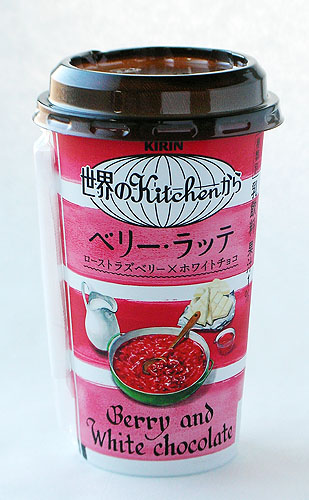 KIRIN
世界のKitchenから
ベリー・ラッテ
ローストラズベリー×ホワイトチョコ
Berry and
White chocolate